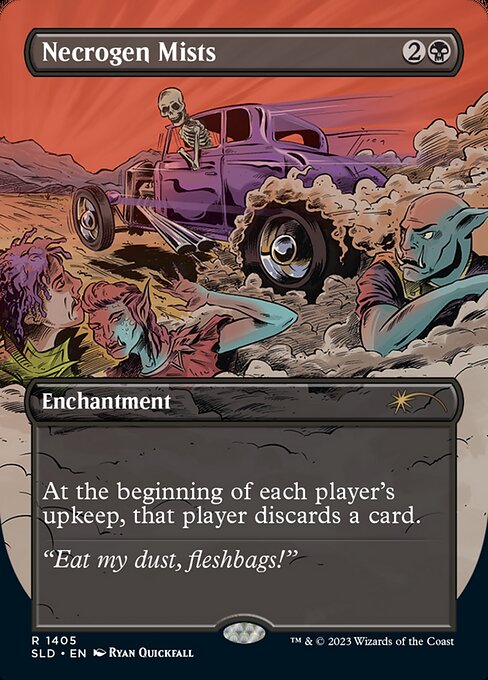 Necrogen Mists 2
Enchantment
At the beginning of each player’s
upkeep, that player discards a card.
“Eat my dust, fleshbags!”
R 1405
SLD • EN Ryan Quickfall
™ & © 2023 Wizards of the Coast